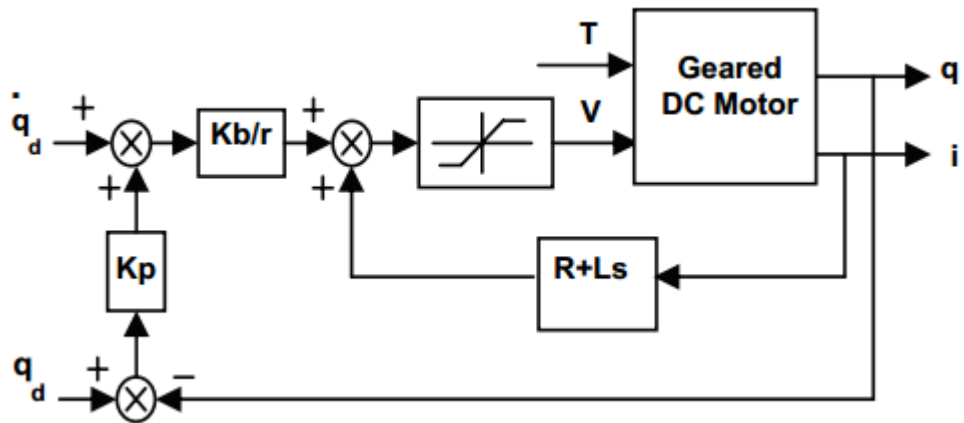 T
Geared
DC Motor
q
q̇
d
+
Kb/r
+
V
i
+
+
Kp
R+Ls
q
d
+
−